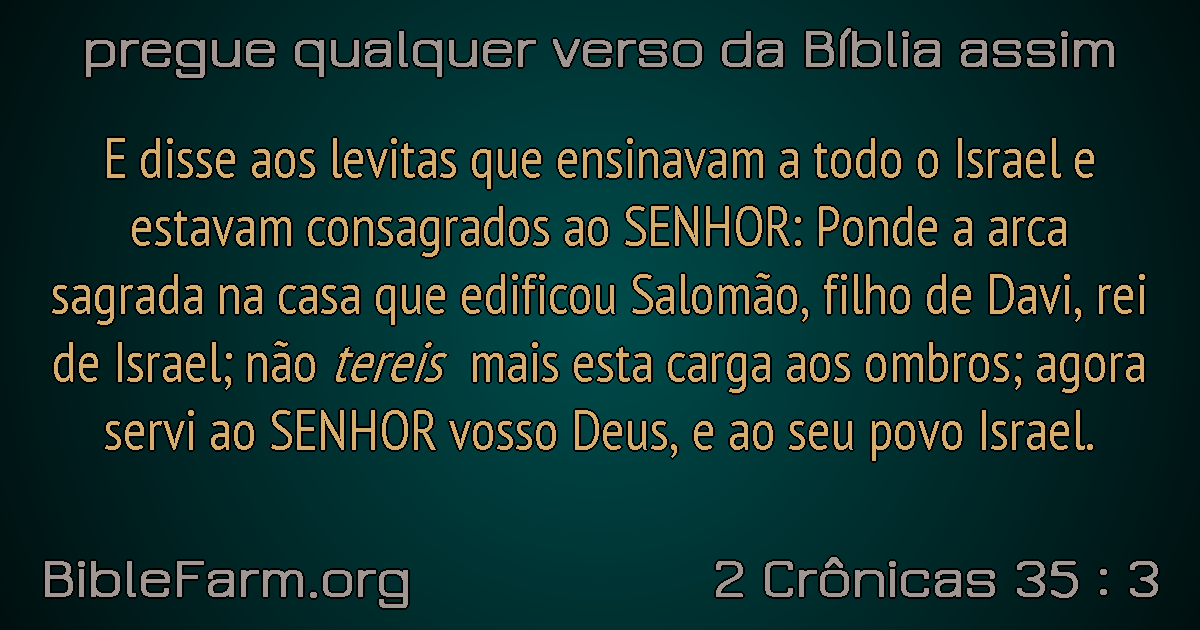 pregue qualquer verso da Bíblia assim
E disse aos levitas que ensinavam a todo o Israel e
estavam consagrados ao SENHOR: Ponde a arca
sagrada na casa que edificou Salomão, filho de Davi, rei
de Israel; não tereis mais esta carga aos ombros; agora
servi ao SENHOR vosso Deus, e ao seu povo Israel.
BibleFarm.org
2 Crônicas 35 : 3